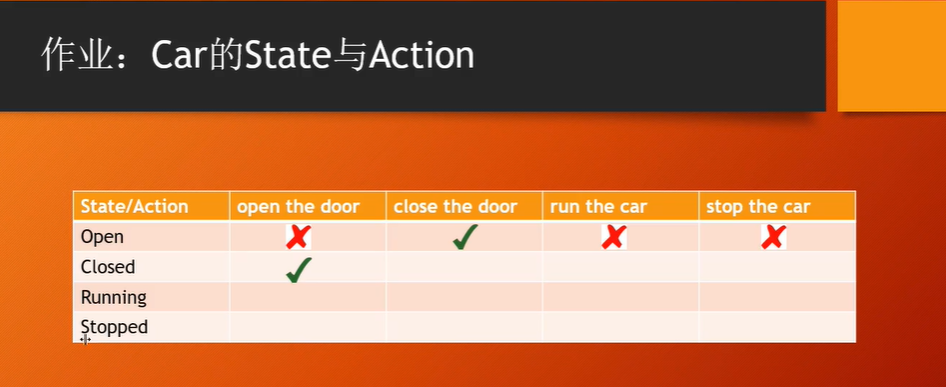 作业：Car的State与Action
State/Action open the door close the door run the car stop the car
Open ✘ ✓ ✘ ✘
Closed ✓
Running
Stopped